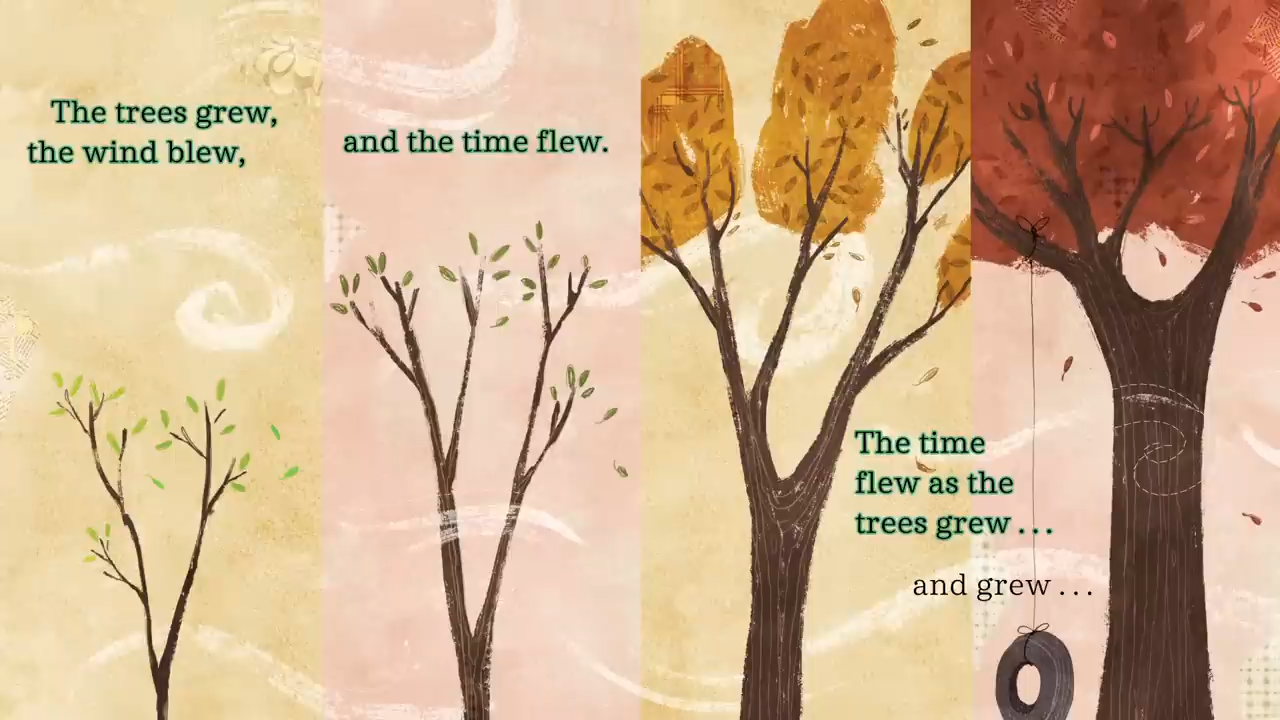 The trees grew,
the wind blew,
and the time flew.
The time
flew as the
trees grew . . .
and grew . . .